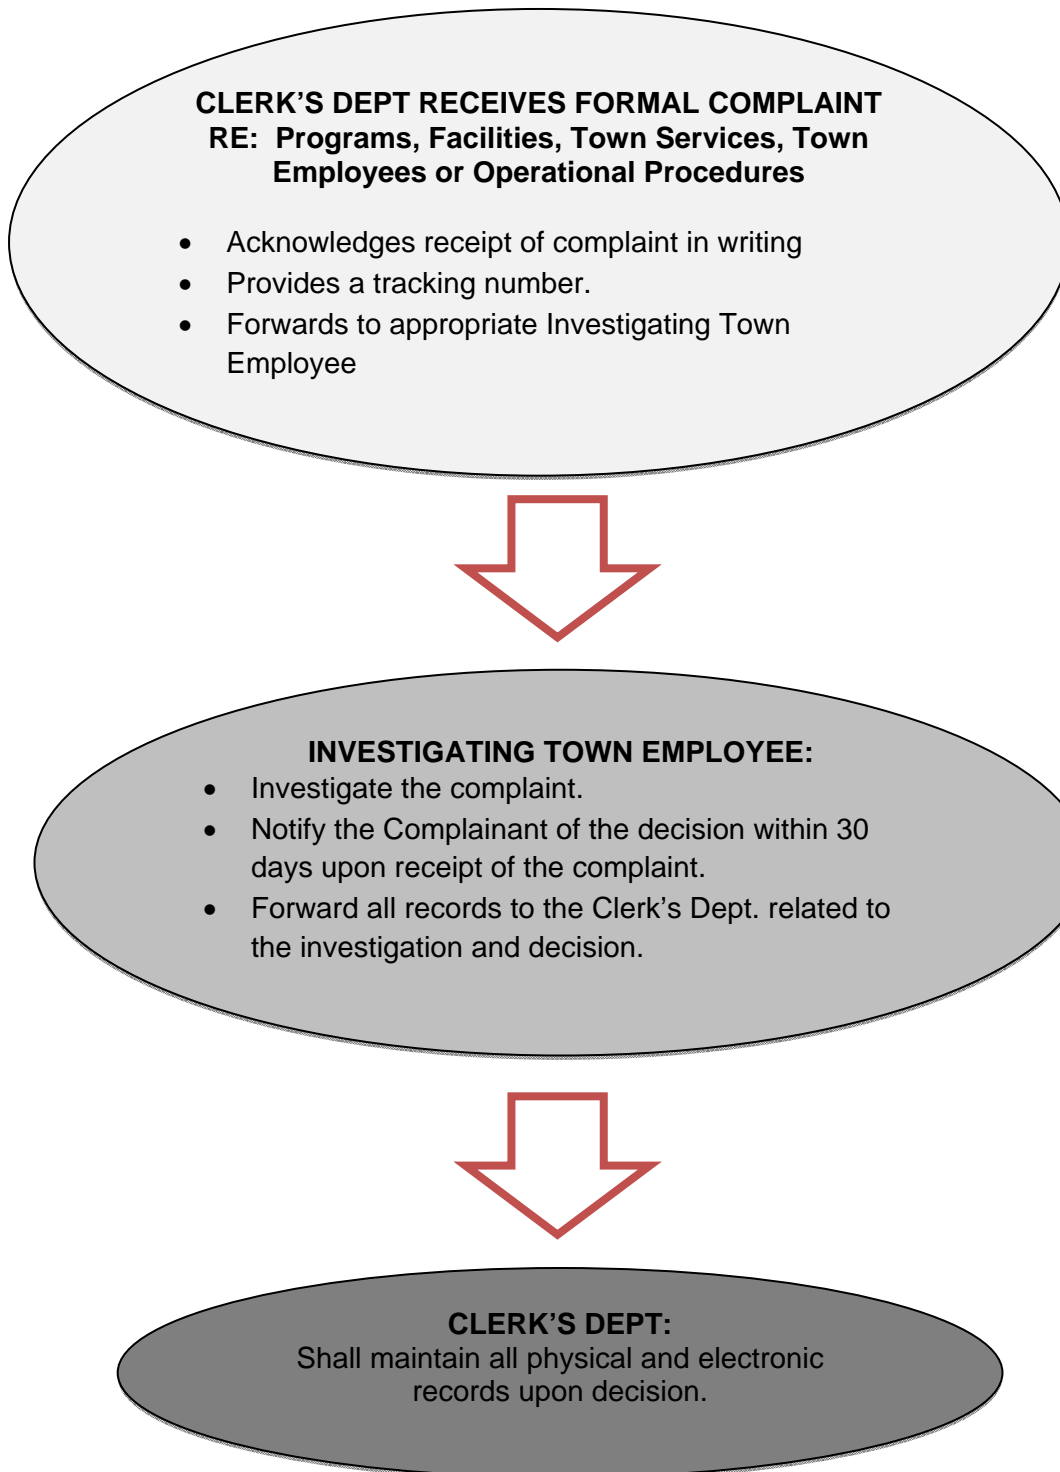 CLERK’S DEPT RECEIVES FORMAL COMPLAINT
RE:  Programs, Facilities, Town Services, Town
Employees or Operational Procedures
• Acknowledges receipt of complaint in writing
• Provides a tracking number.
• Forwards to appropriate Investigating Town
Employee
INVESTIGATING TOWN EMPLOYEE:
• Investigate the complaint.
• Notify the Complainant of the decision within 30
days upon receipt of the complaint.
• Forward all records to the Clerk’s Dept. related to
the investigation and decision.
CLERK’S DEPT:
Shall maintain all physical and electronic
records upon decision.